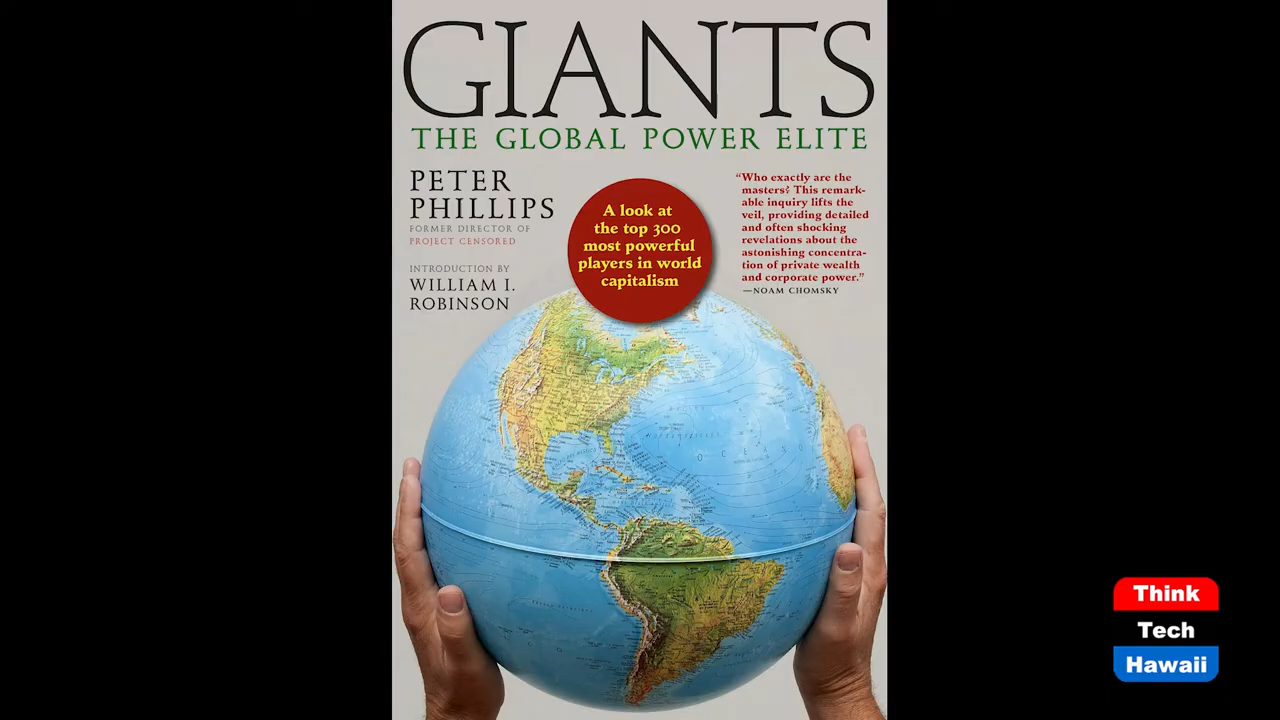 GIANTS
THE GLOBAL POWER ELITE
PETER
PHILLIPS
FORMER DIRECTOR OF
PROJECT CENSORED
INTRODUCTION BY
WILLIAM I.
ROBINSON
A look at
the top 300
most powerful
players in world
capitalism
“Who exactly are the
masters? This remark-
able inquiry lifts the
veil, providing detailed
and often shocking
revelations about the
astonishing concentra-
tion of private wealth
and corporate power.”
—NOAM CHOMSKY
Think
Tech
Hawaii